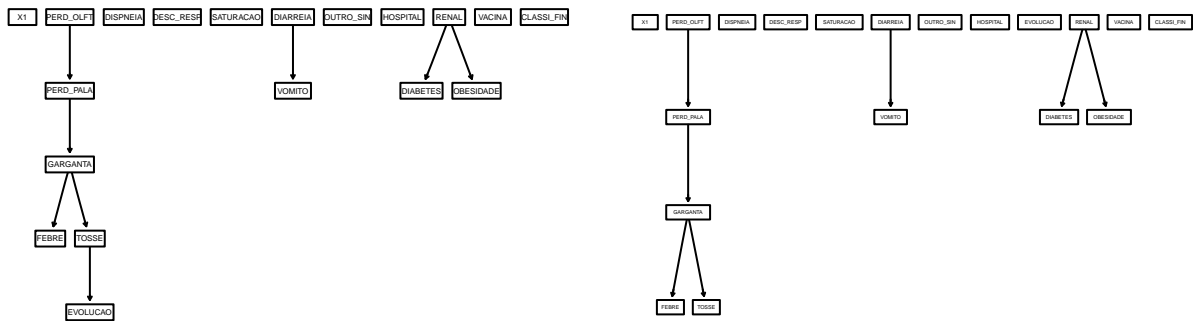 X1 PERD_OLFT DISPNEIA DESC_RESP SATURACAO DIARREIA OUTRO_SIN HOSPITAL RENAL VACINA CLASSI_FIN
PERD_PALA VOMITO DIABETES OBESIDADE
GARGANTA
FEBRE TOSSE
EVOLUCAO
X1 PERD_OLFT DISPNEIA DESC_RESP SATURACAO DIARREIA OUTRO_SIN HOSPITAL EVOLUCAO RENAL VACINA CLASSI_FIN
PERD_PALA VOMITO DIABETES OBESIDADE
GARGANTA
FEBRE TOSSE